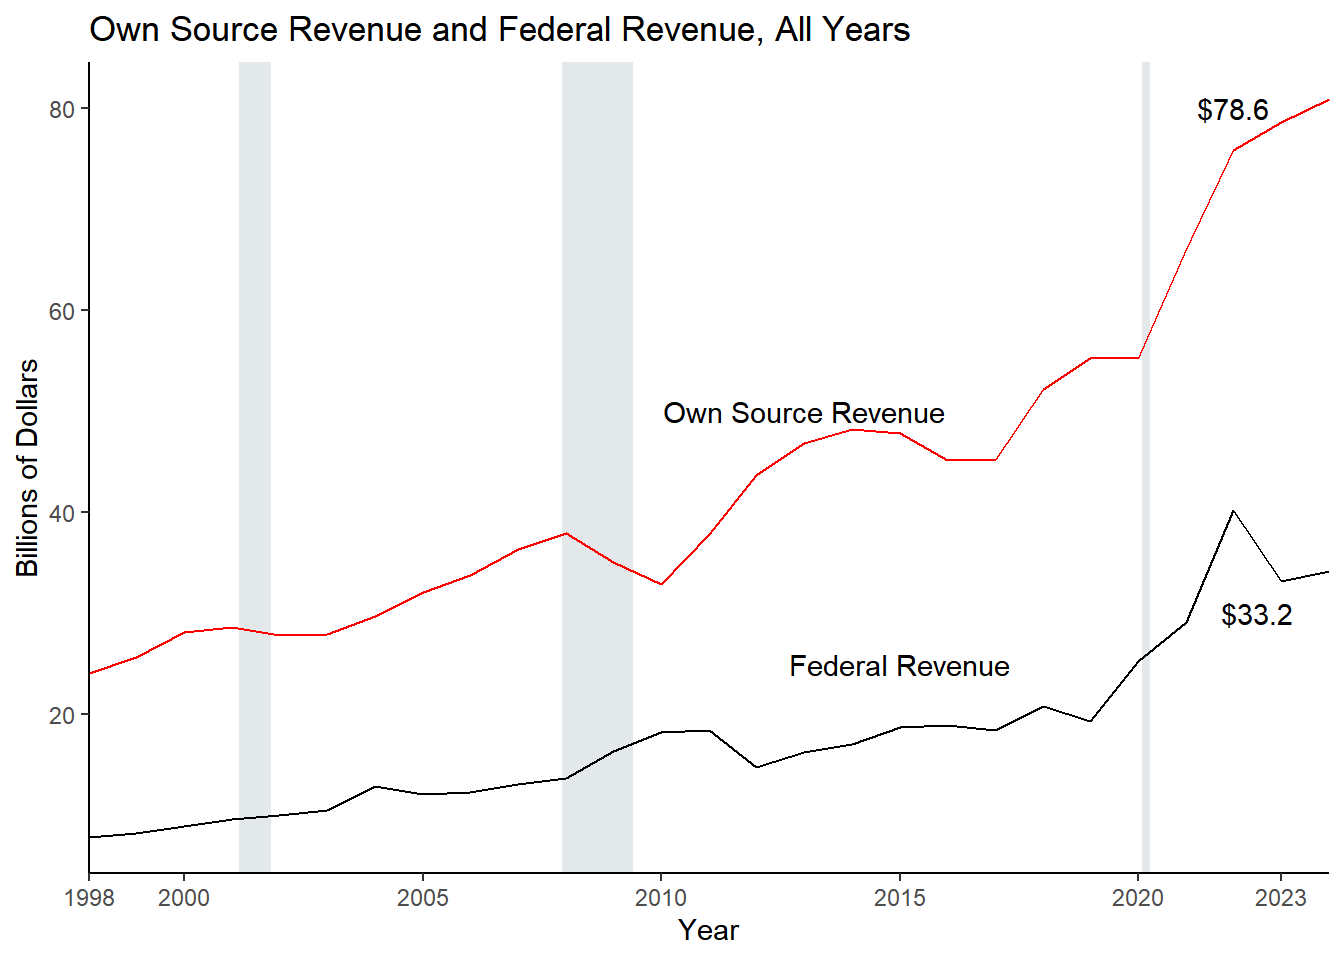 Own Source Revenue and Federal Revenue, All Years
Billions of Dollars
80
60
40
20
$78.6
Own Source Revenue
$33.2
Federal Revenue
1998 2000 2005 2010 2015 2020 2023
Year